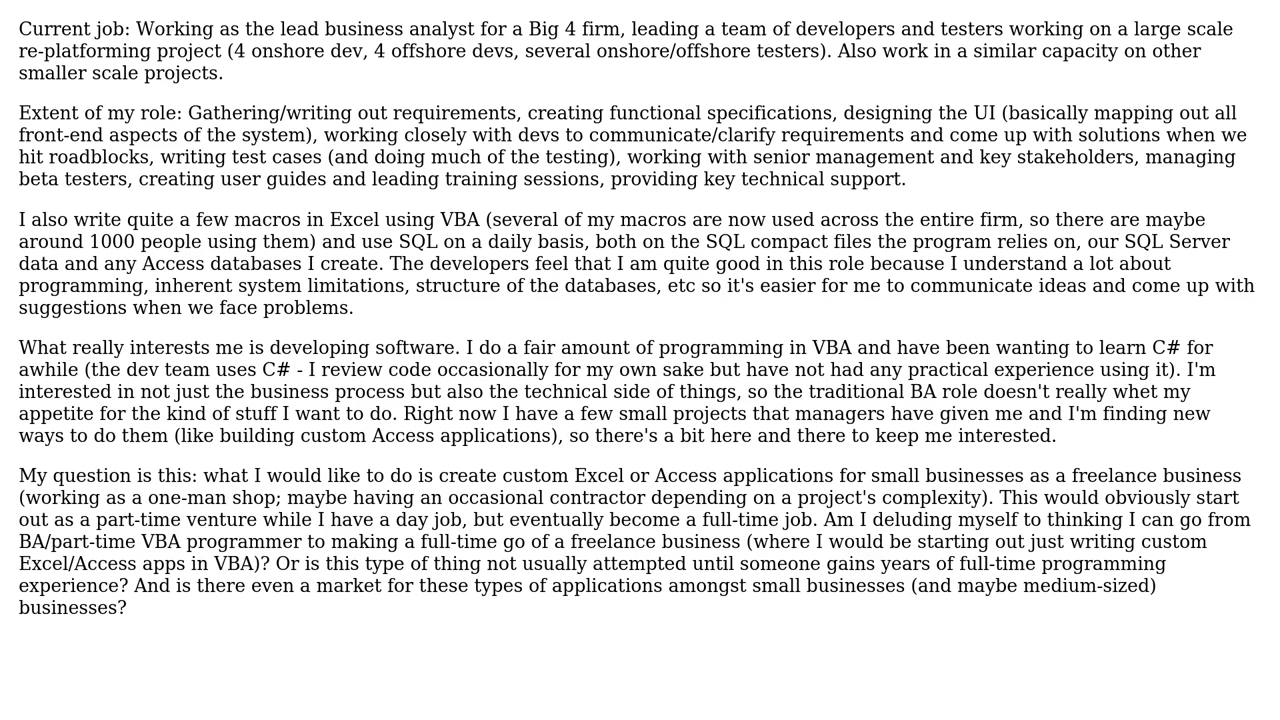 Current job: Working as the lead business analyst for a Big 4 firm, leading a team of developers and testers working on a large scale
re-platforming project (4 onshore dev, 4 offshore devs, several onshore/offshore testers). Also work in a similar capacity on other
smaller scale projects.
Extent of my role: Gathering/writing out requirements, creating functional specifications, designing the UI (basically mapping out all
front-end aspects of the system), working closely with devs to communicate/clarify requirements and come up with solutions when we
hit roadblocks, writing test cases (and doing much of the testing), working with senior management and key stakeholders, managing
beta testers, creating user guides and leading training sessions, providing key technical support.
I also write quite a few macros in Excel using VBA (several of my macros are now used across the entire firm, so there are maybe
around 1000 people using them) and use SQL on a daily basis, both on the SQL compact files the program relies on, our SQL Server
data and any Access databases I create. The developers feel that I am quite good in this role because I understand a lot about
programming, inherent system limitations, structure of the databases, etc so it's easier for me to communicate ideas and come up with
suggestions when we face problems.
What really interests me is developing software. I do a fair amount of programming in VBA and have been wanting to learn C# for
awhile (the dev team uses C# - I review code occasionally for my own sake but have not had any practical experience using it). I'm
interested in not just the business process but also the technical side of things, so the traditional BA role doesn't really whet my
appetite for the kind of stuff I want to do. Right now I have a few small projects that managers have given me and I'm finding new
ways to do them (like building custom Access applications), so there's a bit here and there to keep me interested.
My question is this: what I would like to do is create custom Excel or Access applications for small businesses as a freelance business
(working as a one-man shop; maybe having an occasional contractor depending on a project's complexity). This would obviously start
out as a part-time venture while I have a day job, but eventually become a full-time job. Am I deluding myself to thinking I can go from
BA/part-time VBA programmer to making a full-time go of a freelance business (where I would be starting out just writing custom
Excel/Access apps in VBA)? Or is this type of thing not usually attempted until someone gains years of full-time programming
experience? And is there even a market for these types of applications amongst small businesses (and maybe medium-sized)
businesses?